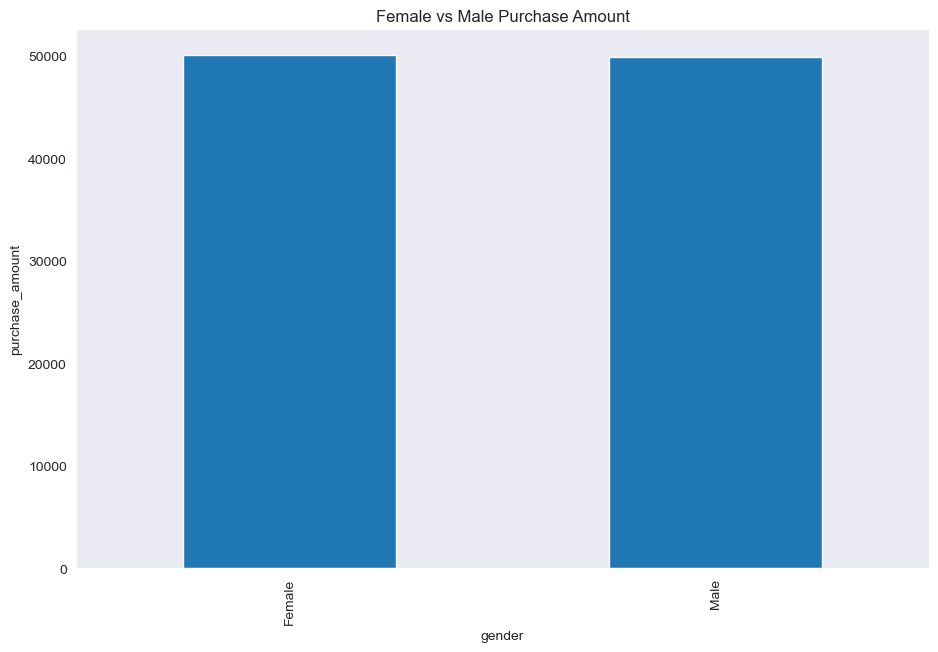 Female vs Male Purchase Amount
50000
40000
30000
20000
10000
0
purchase_amount
Female
Male
gender